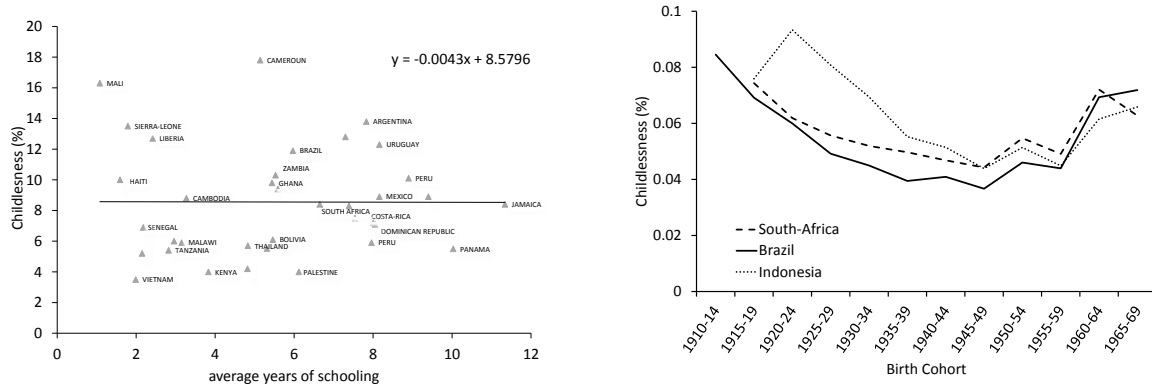 20
18
16
14
12
10
8
6
4
2
0
Childlesness (%)
0 2 4 6 8 10 12
average years of schooling
y = -0.0043x + 8.5796
CAMEROUN
MALI
SIERRA-LEONE
LIBERIA
ARGENTINA
URUGUAY
BRAZIL
ZAMBIA
GHANA
HAITI
PERU
CAMBODIA
MEXICO
JAMAICA
SOUTH AFRICA
COSTA-RICA
SENEGAL
DOMINICAN REPUBLIC
MALAWI
TANZANIA
THAILAND
BOLIVIA
PERU
PANAMA
VIETNAM
KENYA
PALESTINE
0.1
0.08
0.06
0.04
0.02
0
Childlessness (%)
South-Africa
Brazil
Indonesia
1910-14
1915-19
1920-24
1925-29
1930-34
1935-39
1940-44
1945-49
1950-54
1955-59
1960-64
1965-69
Birth Cohort